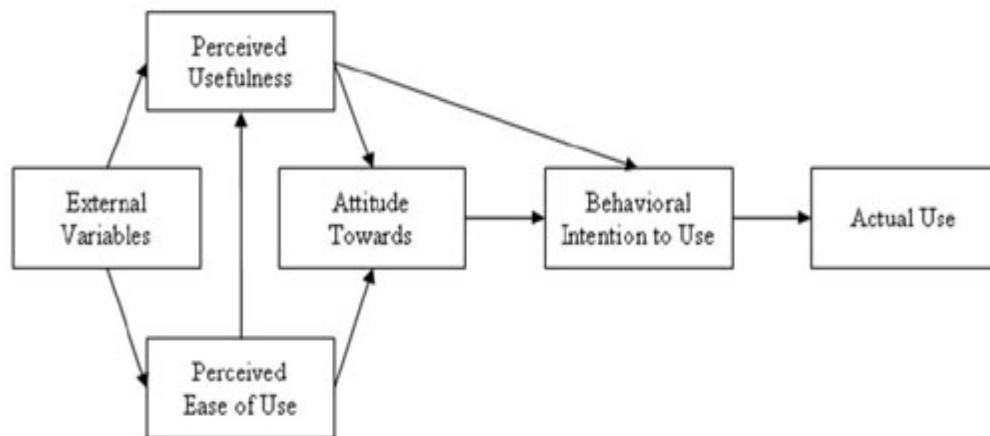 Perceived
Usefulness
External
Variables
Attitude
Towards
Behavioral
Intention to Use
Actual Use
Perceived
Ease of Use